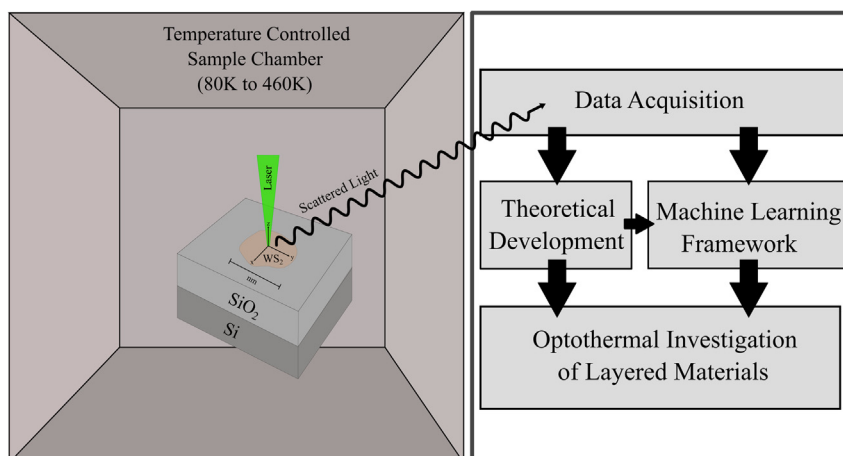 Temperature Controlled
Sample Chamber
(80K to 460K)
Laser
Scattered Light
WS₂
nm
SiO₂
Si
Data Acquisition
Theoretical
Development
Machine Learning
Framework
Optothermal Investigation
of Layered Materials